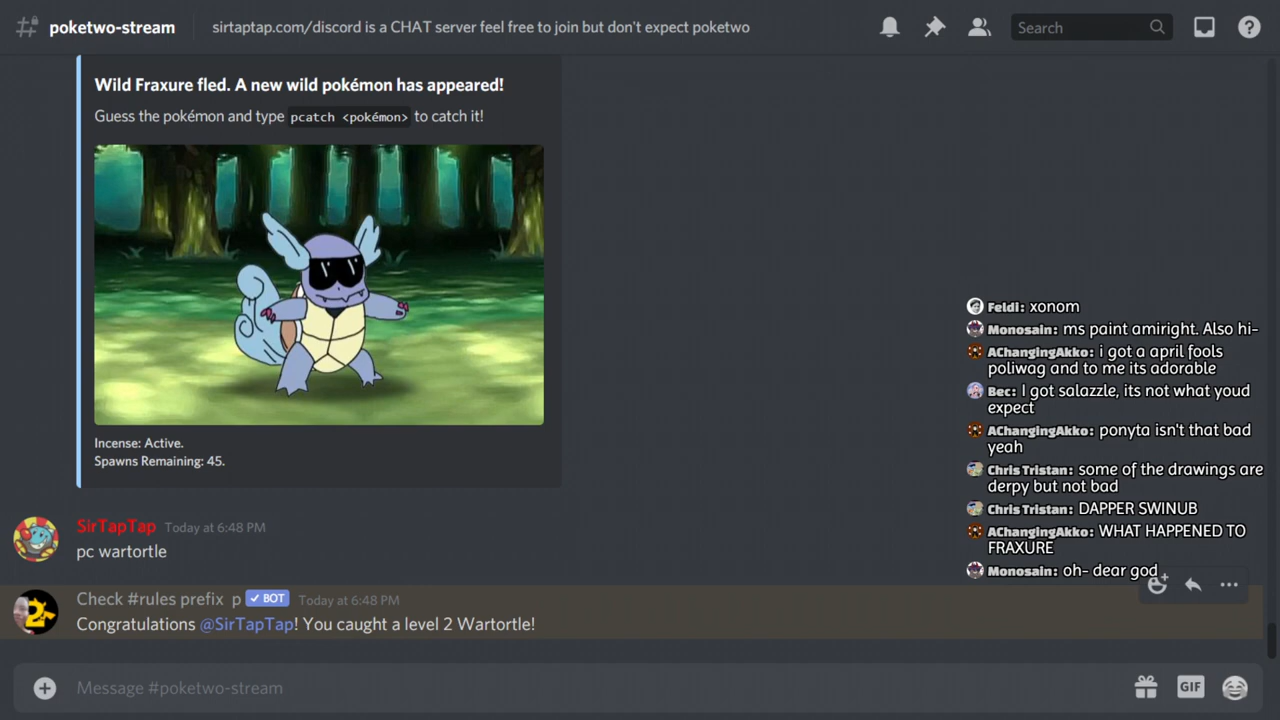 poketwo-stream
sirtaptap.com/discord is a CHAT server feel free to join but don't expect poketwo
Search
Wild Fraxure fled. A new wild pokémon has appeared!
Guess the pokémon and type pcatch <pokémon> to catch it!
Incense: Active.
Spawns Remaining: 45.
SirTapTap Today at 6:48 PM
pc wartortle
Check #rules prefix p BOT Today at 6:48 PM
Congratulations @SirTapTap! You caught a level 2 Wartortle!
Message #poketwo-stream
GIF
Feldi: xonom
Monosain: ms paint amiright. Also hi-
AChangingAkko: i got a april fools
poliwag and to me its adorable
Bec: I got salazzle, its not what youd
expect
AChangingAkko: ponyta isn't that bad
yeah
Chris Tristan: some of the drawings are
derpy but not bad
Chris Tristan: DAPPER SWINUB
AChangingAkko: WHAT HAPPENED TO
FRAXURE
Monosain: oh- dear god